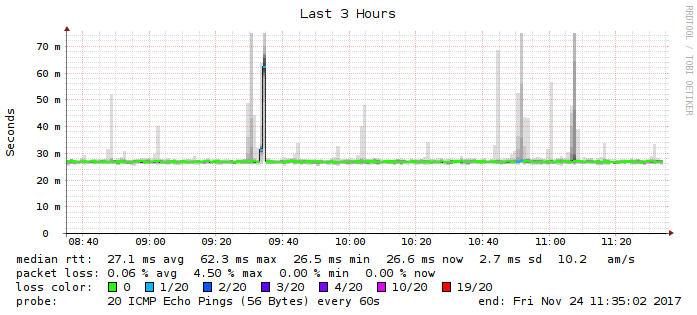 Last 3 Hours
RRDTOOL / TOBI OETIKER
Seconds
70 m
60 m
50 m
40 m
30 m
20 m
10 m
0
08:40 09:00 09:20 09:40 10:00 10:20 10:40 11:00 11:20
median rtt: 27.1 ms avg 62.3 ms max 26.5 ms min 26.6 ms now 2.7 ms sd 10.2 am/s
packet loss: 0.06 % avg 4.50 % max 0.00 % min 0.00 % now
loss color: 0 1/20 2/20 3/20 4/20 10/20 19/20
probe: 20 ICMP Echo Pings (56 Bytes) every 60s end: Fri Nov 24 11:35:02 2017